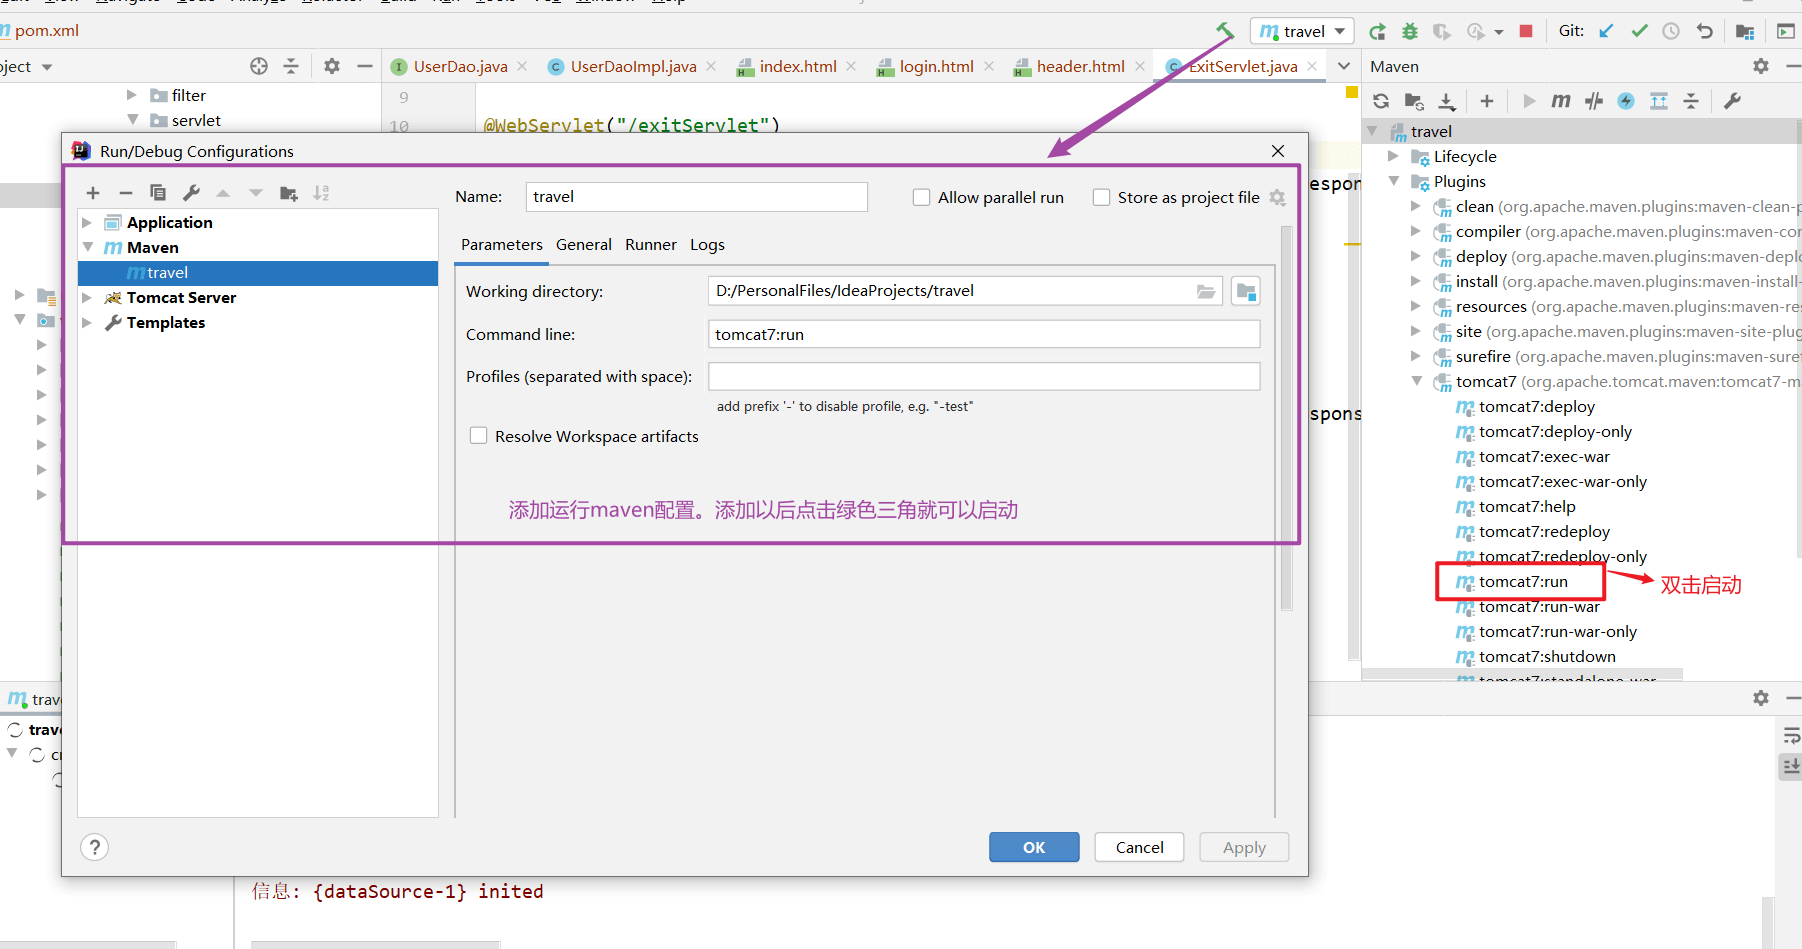 pom.xml
travel
Git:
ject
UserDao.java
UserDaoImpl.java
index.html
login.html
header.html
ExitServlet.java
Maven
filter
servlet
9
10
@WebServlet("/exitServlet")
travel
Lifecycle
Plugins
clean (org.apache.maven.plugins:maven-clean-p
compiler (org.apache.maven.plugins:maven-con
deploy (org.apache.maven.plugins:maven-deplo
install (org.apache.maven.plugins:maven-install-
resources (org.apache.maven.plugins:maven-res
site (org.apache.maven.plugins:maven-site-plug
surefire (org.apache.maven.plugins:maven-suref
tomcat7 (org.apache.tomcat.maven:tomcat7-m
tomcat7:deploy
tomcat7:deploy-only
tomcat7:exec-war
tomcat7:exec-war-only
tomcat7:help
tomcat7:redeploy
tomcat7:redeploy-only
tomcat7:run
双击启动
tomcat7:run-war
tomcat7:run-war-only
tomcat7:shutdown
tomcat7:standalone-war
espon
spons
Run/Debug Configurations
Application
Maven
travel
Tomcat Server
Templates
Name:
travel
Allow parallel run
Store as project file
Parameters
General
Runner
Logs
Working directory:
D:/PersonalFiles/IdeaProjects/travel
Command line:
tomcat7:run
Profiles (separated with space):
add prefix '-' to disable profile, e.g. "-test"
Resolve Workspace artifacts
添加运行maven配置。添加以后点击绿色三角就可以启动
?
OK
Cancel
Apply
trav
trave
信息: {dataSource-1} inited